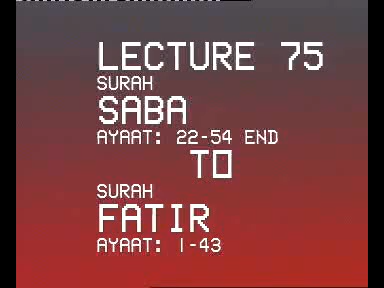 LECTURE 75
SURAH
SABA
AYAAT: 22-54 END
TO
SURAH
FATIR
AYAAT: 1-43